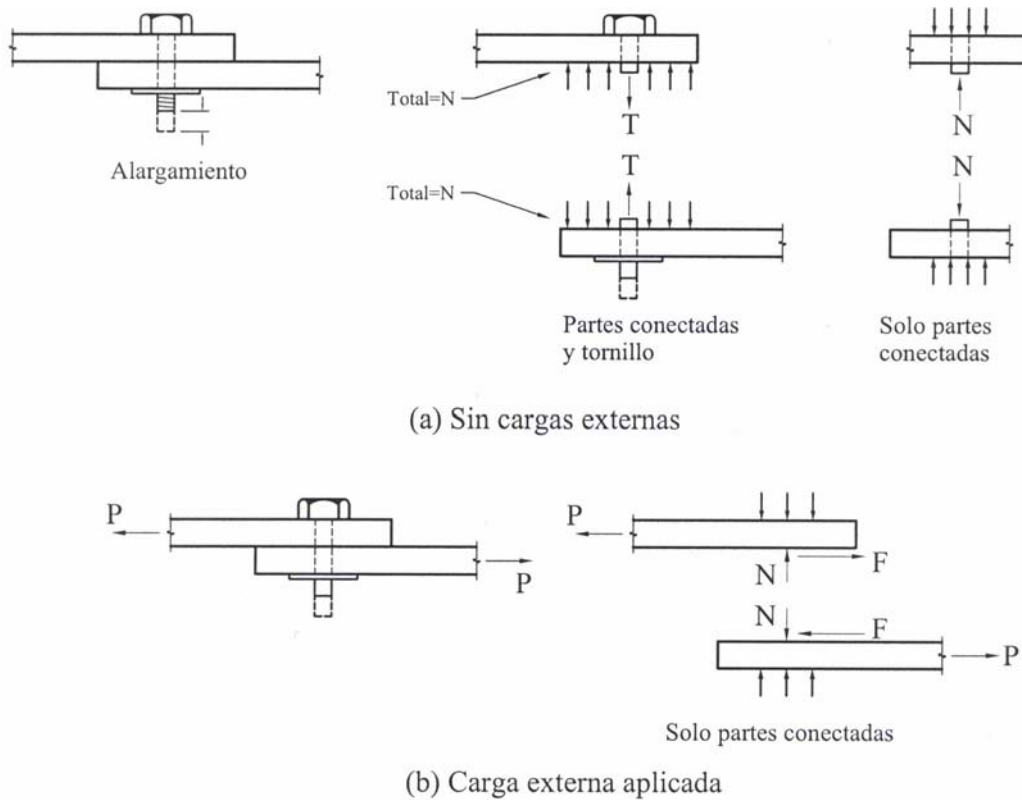 Alargamiento
Total=N
T
T
Total=N
Partes conectadas
y tornillo
N
N
Solo partes
conectadas
(a) Sin cargas externas
P
P
P
F
N
N
F
P
Solo partes conectadas
(b) Carga externa aplicada